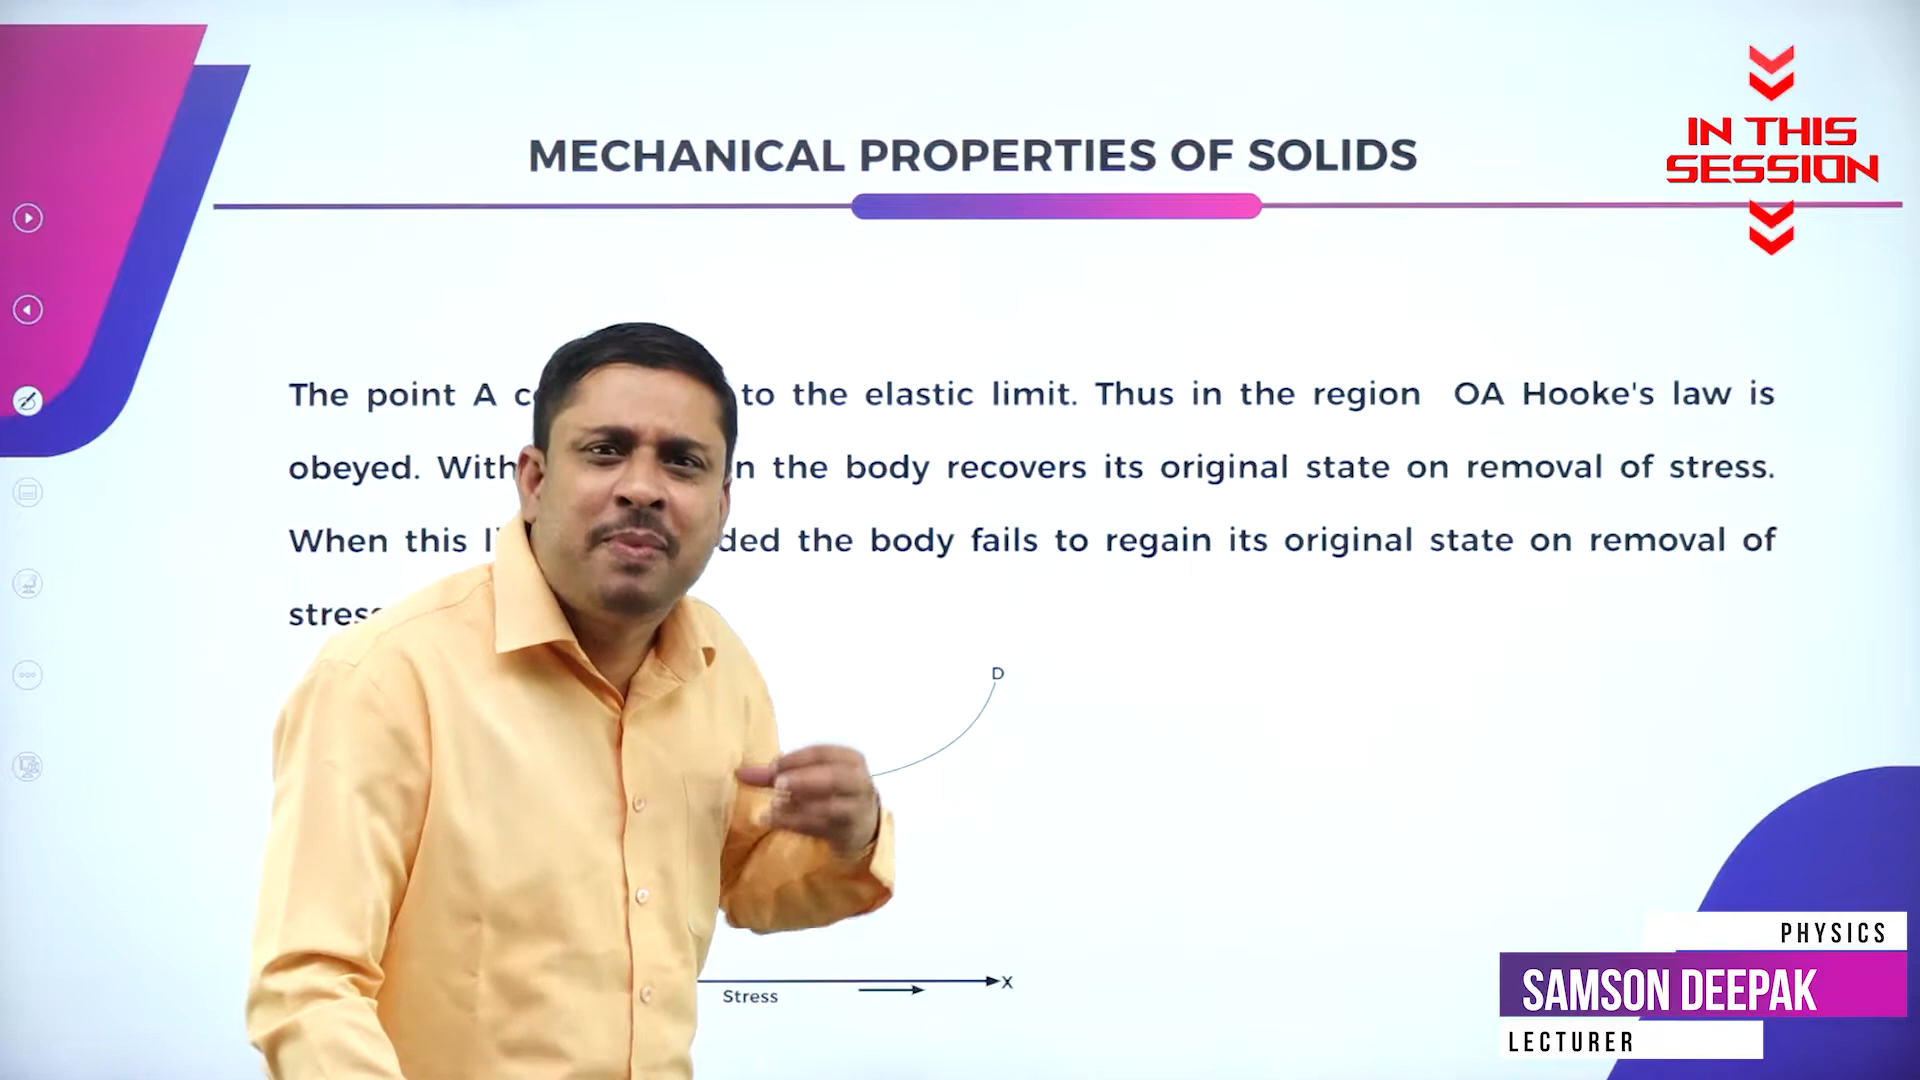 MECHANICAL PROPERTIES OF SOLIDS
IN THIS
SESSION
The point A to the elastic limit. Thus in the region OA Hooke's law is
obeyed. the body recovers its original state on removal of stress.
When this the body fails to regain its original state on removal of
D
X
Stress
PHYSICS
SAMSON DEEPAK
LECTURER